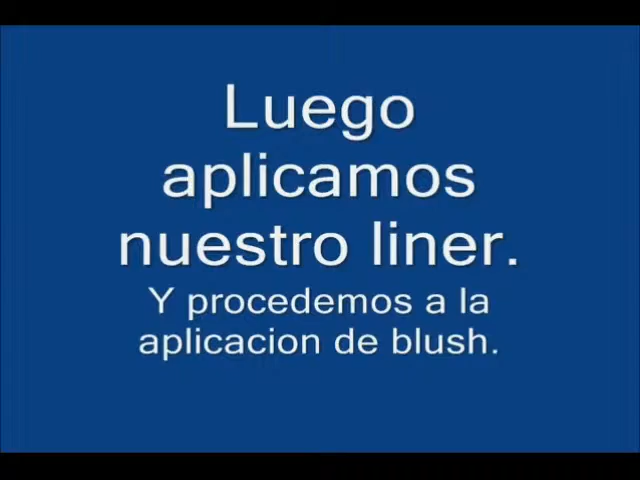 Luego
aplicamos
nuestro liner.
Y procedemos a la
aplicacion de blush.